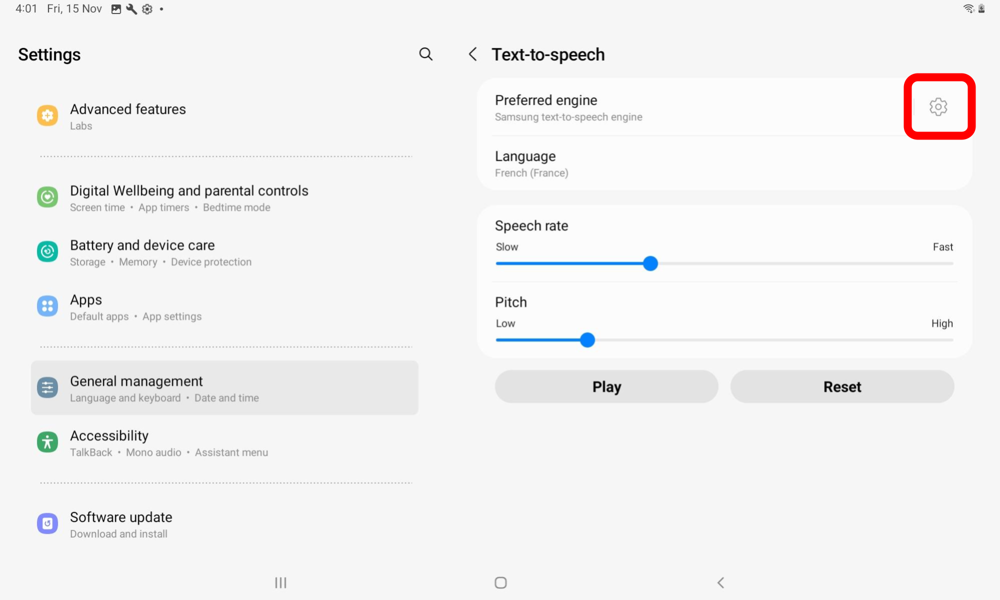 4:01 Fri, 15 Nov
Settings
Advanced features
Labs
Digital Wellbeing and parental controls
Screen time • App timers • Bedtime mode
Battery and device care
Storage • Memory • Device protection
Apps
Default apps • App settings
General management
Language and keyboard • Date and time
Accessibility
TalkBack • Mono audio • Assistant menu
Software update
Download and install
Text-to-speech
Preferred engine
Samsung text-to-speech engine
Language
French (France)
Speech rate
Slow Fast
Pitch
Low High
Play Reset